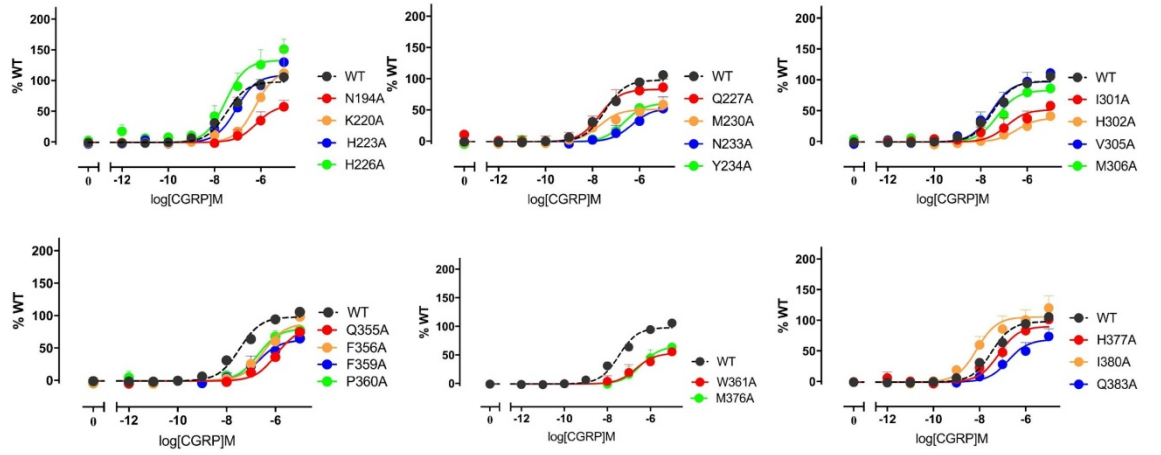 200
150
100
50
0
% WT
0
-12
-10
-8
-6
log[CGRP]M
WT
N194A
K220A
H223A
H226A
200
150
100
50
0
% WT
0
-12
-10
-8
-6
log[CGRP]M
WT
Q227A
M230A
N233A
Y234A
200
150
100
50
0
% WT
0
-12
-10
-8
-6
log[CGRP]M
WT
I301A
H302A
V305A
M306A
200
150
100
50
0
% WT
0
-12
-10
-8
-6
log[CGRP]M
WT
Q355A
F356A
F359A
P360A
200
150
100
50
0
% WT
0
-12
-10
-8
-6
log[CGRP]M
WT
W361A
M376A
200
150
100
50
0
% WT
0
-12
-10
-8
-6
log[CGRP]M
WT
H377A
I380A
Q383A